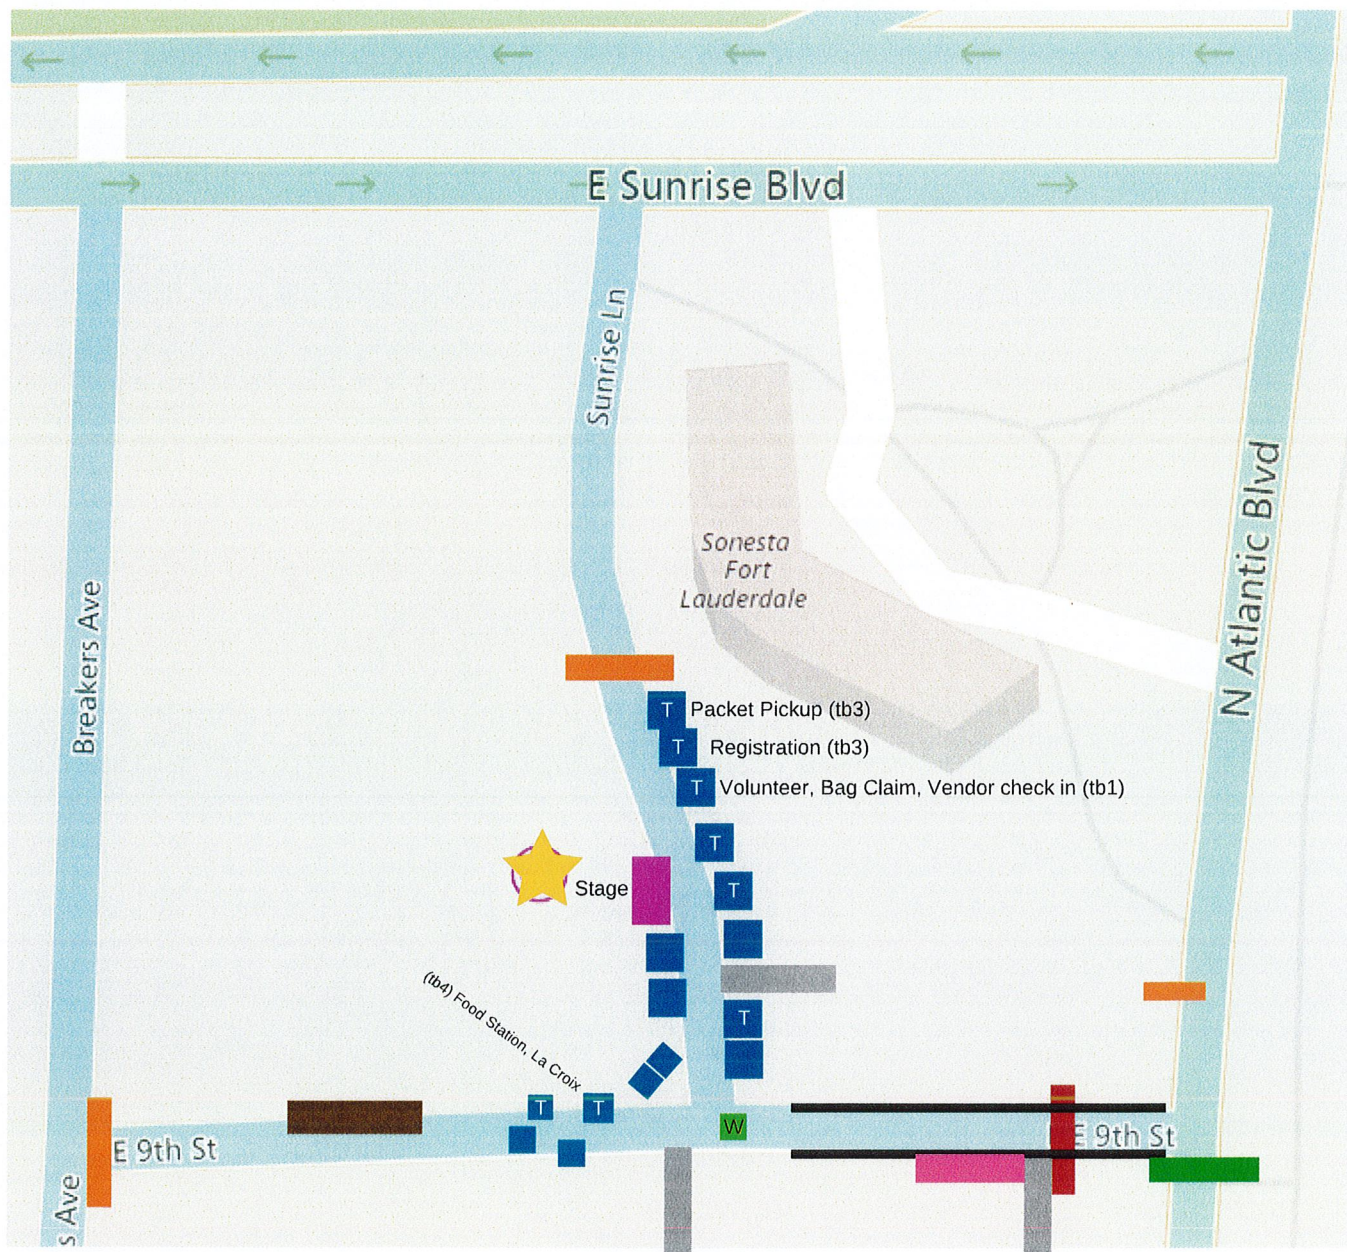 E Sunrise Blvd
Sunrise Ln
N Atlantic Blvd
Sonesta
Fort
Lauderdale
Breakers Ave
T Packet Pickup (tb3)
T Registration (tb3)
T Volunteer, Bag Claim, Vendor check in (tb1)
T
Stage
T
(tb4) Food Station, La Croix
T
T
T
W
E 9th St
E 9th St
s Ave